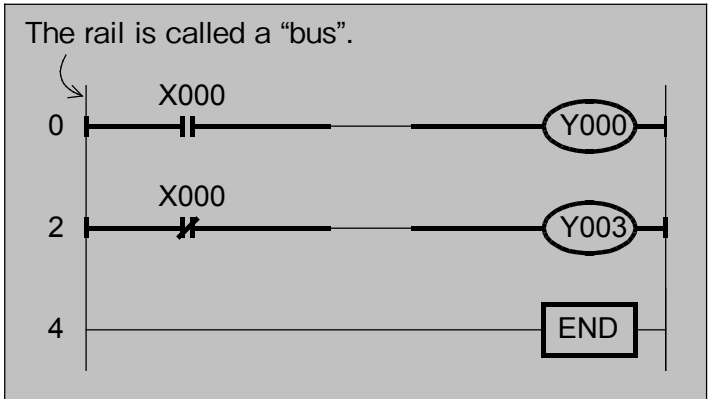 The rail is called a “bus”.
X000
0 Y000
X000
2 Y003
4 END